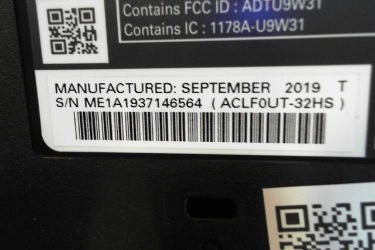 Contains FCC ID : ADTU9W31
Contains IC : 1178A-U9W31
MANUFACTURED: SEPTEMBER 2019 T
S/N ME1A1937146564 ( ACLF0UT-32HS )